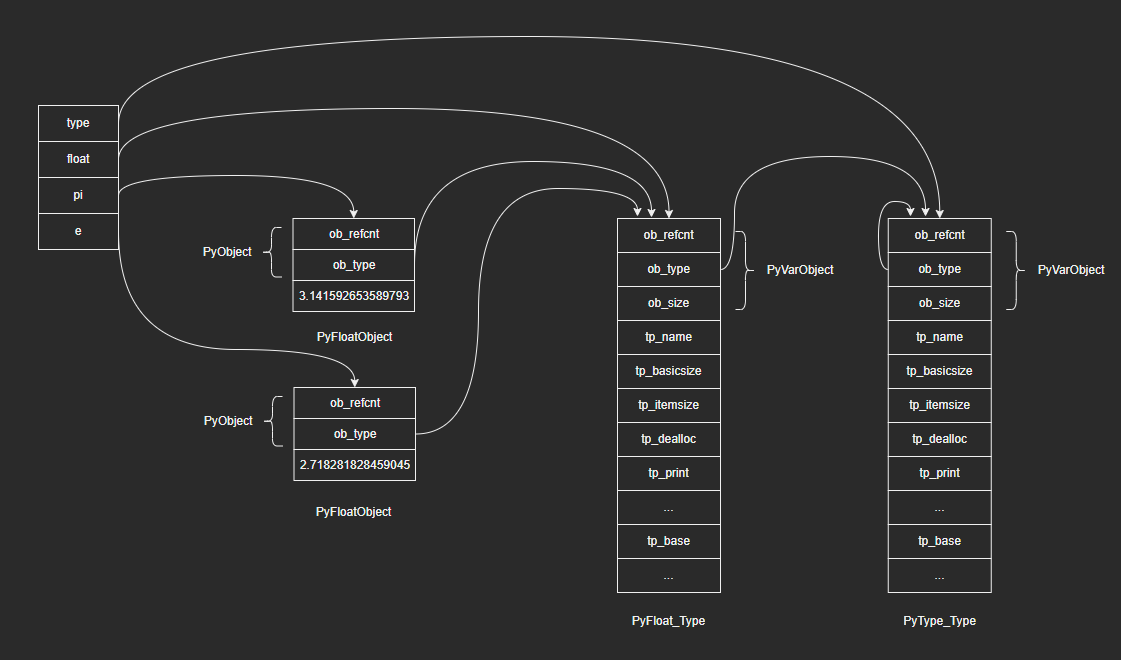 type
float
pi
e
PyObject
ob_refcnt
ob_type
3.141592653589793
PyFloatObject
PyObject
ob_refcnt
ob_type
2.718281828459045
PyFloatObject
ob_refcnt
ob_type
ob_size
tp_name
tp_basicsize
tp_itemsize
tp_dealloc
tp_print
...
tp_base
...
PyVarObject
PyFloat_Type
ob_refcnt
ob_type
ob_size
tp_name
tp_basicsize
tp_itemsize
tp_dealloc
tp_print
...
tp_base
...
PyVarObject
PyType_Type